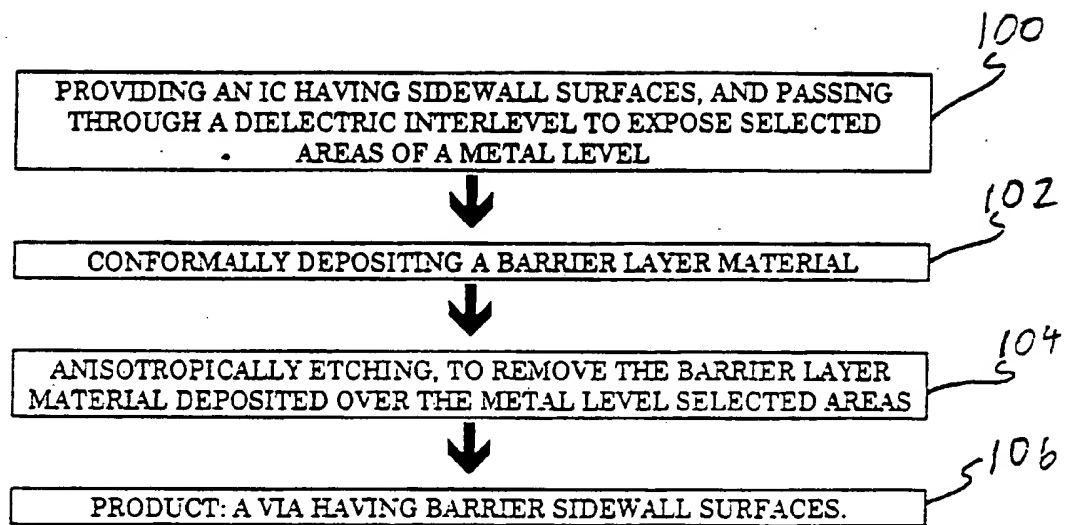 100
PROVIDING AN IC HAVING SIDEWALL SURFACES, AND PASSING
THROUGH A DIELECTRIC INTERLEVEL TO EXPOSE SELECTED
AREAS OF A METAL LEVEL
102
CONFORMALLY DEPOSITING A BARRIER LAYER MATERIAL
104
ANISOTROPICALLY ETCHING, TO REMOVE THE BARRIER LAYER
MATERIAL DEPOSITED OVER THE METAL LEVEL SELECTED AREAS
106
PRODUCT: A VIA HAVING BARRIER SIDEWALL SURFACES.